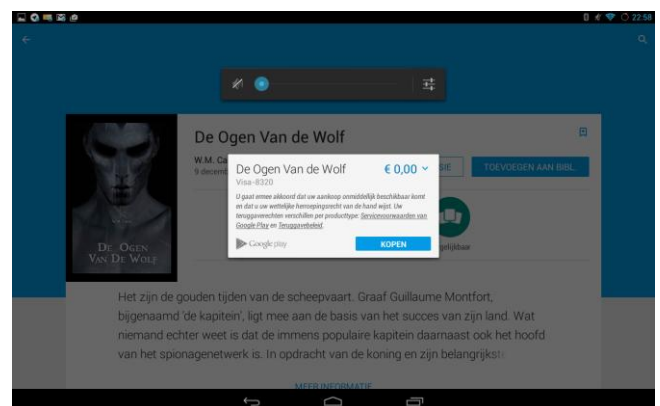 22:58
De Ogen Van de Wolf
W.M. Ca
9 decemb
SIE
TOEVOEGEN AAN BIBL.
De Ogen Van de Wolf
€ 0,00
Visa-8320
U gaat ermee akkoord dat uw aankoop onmiddellijk beschikbaar komt
en dat u uw wettelijke herroepingsrecht van de hand wijst. Uw
teruggaverechten verschillen per producttype: Servicevoorwaarden van
Google Play en Teruggavebeleid.
Google play
KOPEN
gelijkbaar
DE OGEN
VAN DE WOLF
Het zijn de gouden tijden van de scheepvaart. Graaf Guillaume Montfort,
bijgenaamd 'de kapitein', ligt mee aan de basis van het succes van zijn land. Wat
niemand echter weet is dat de immens populaire kapitein daarnaast ook het hoofd
van het spionagenetwerk is. In opdracht van de koning en zijn belangrijkste
MEER INFORMATIE